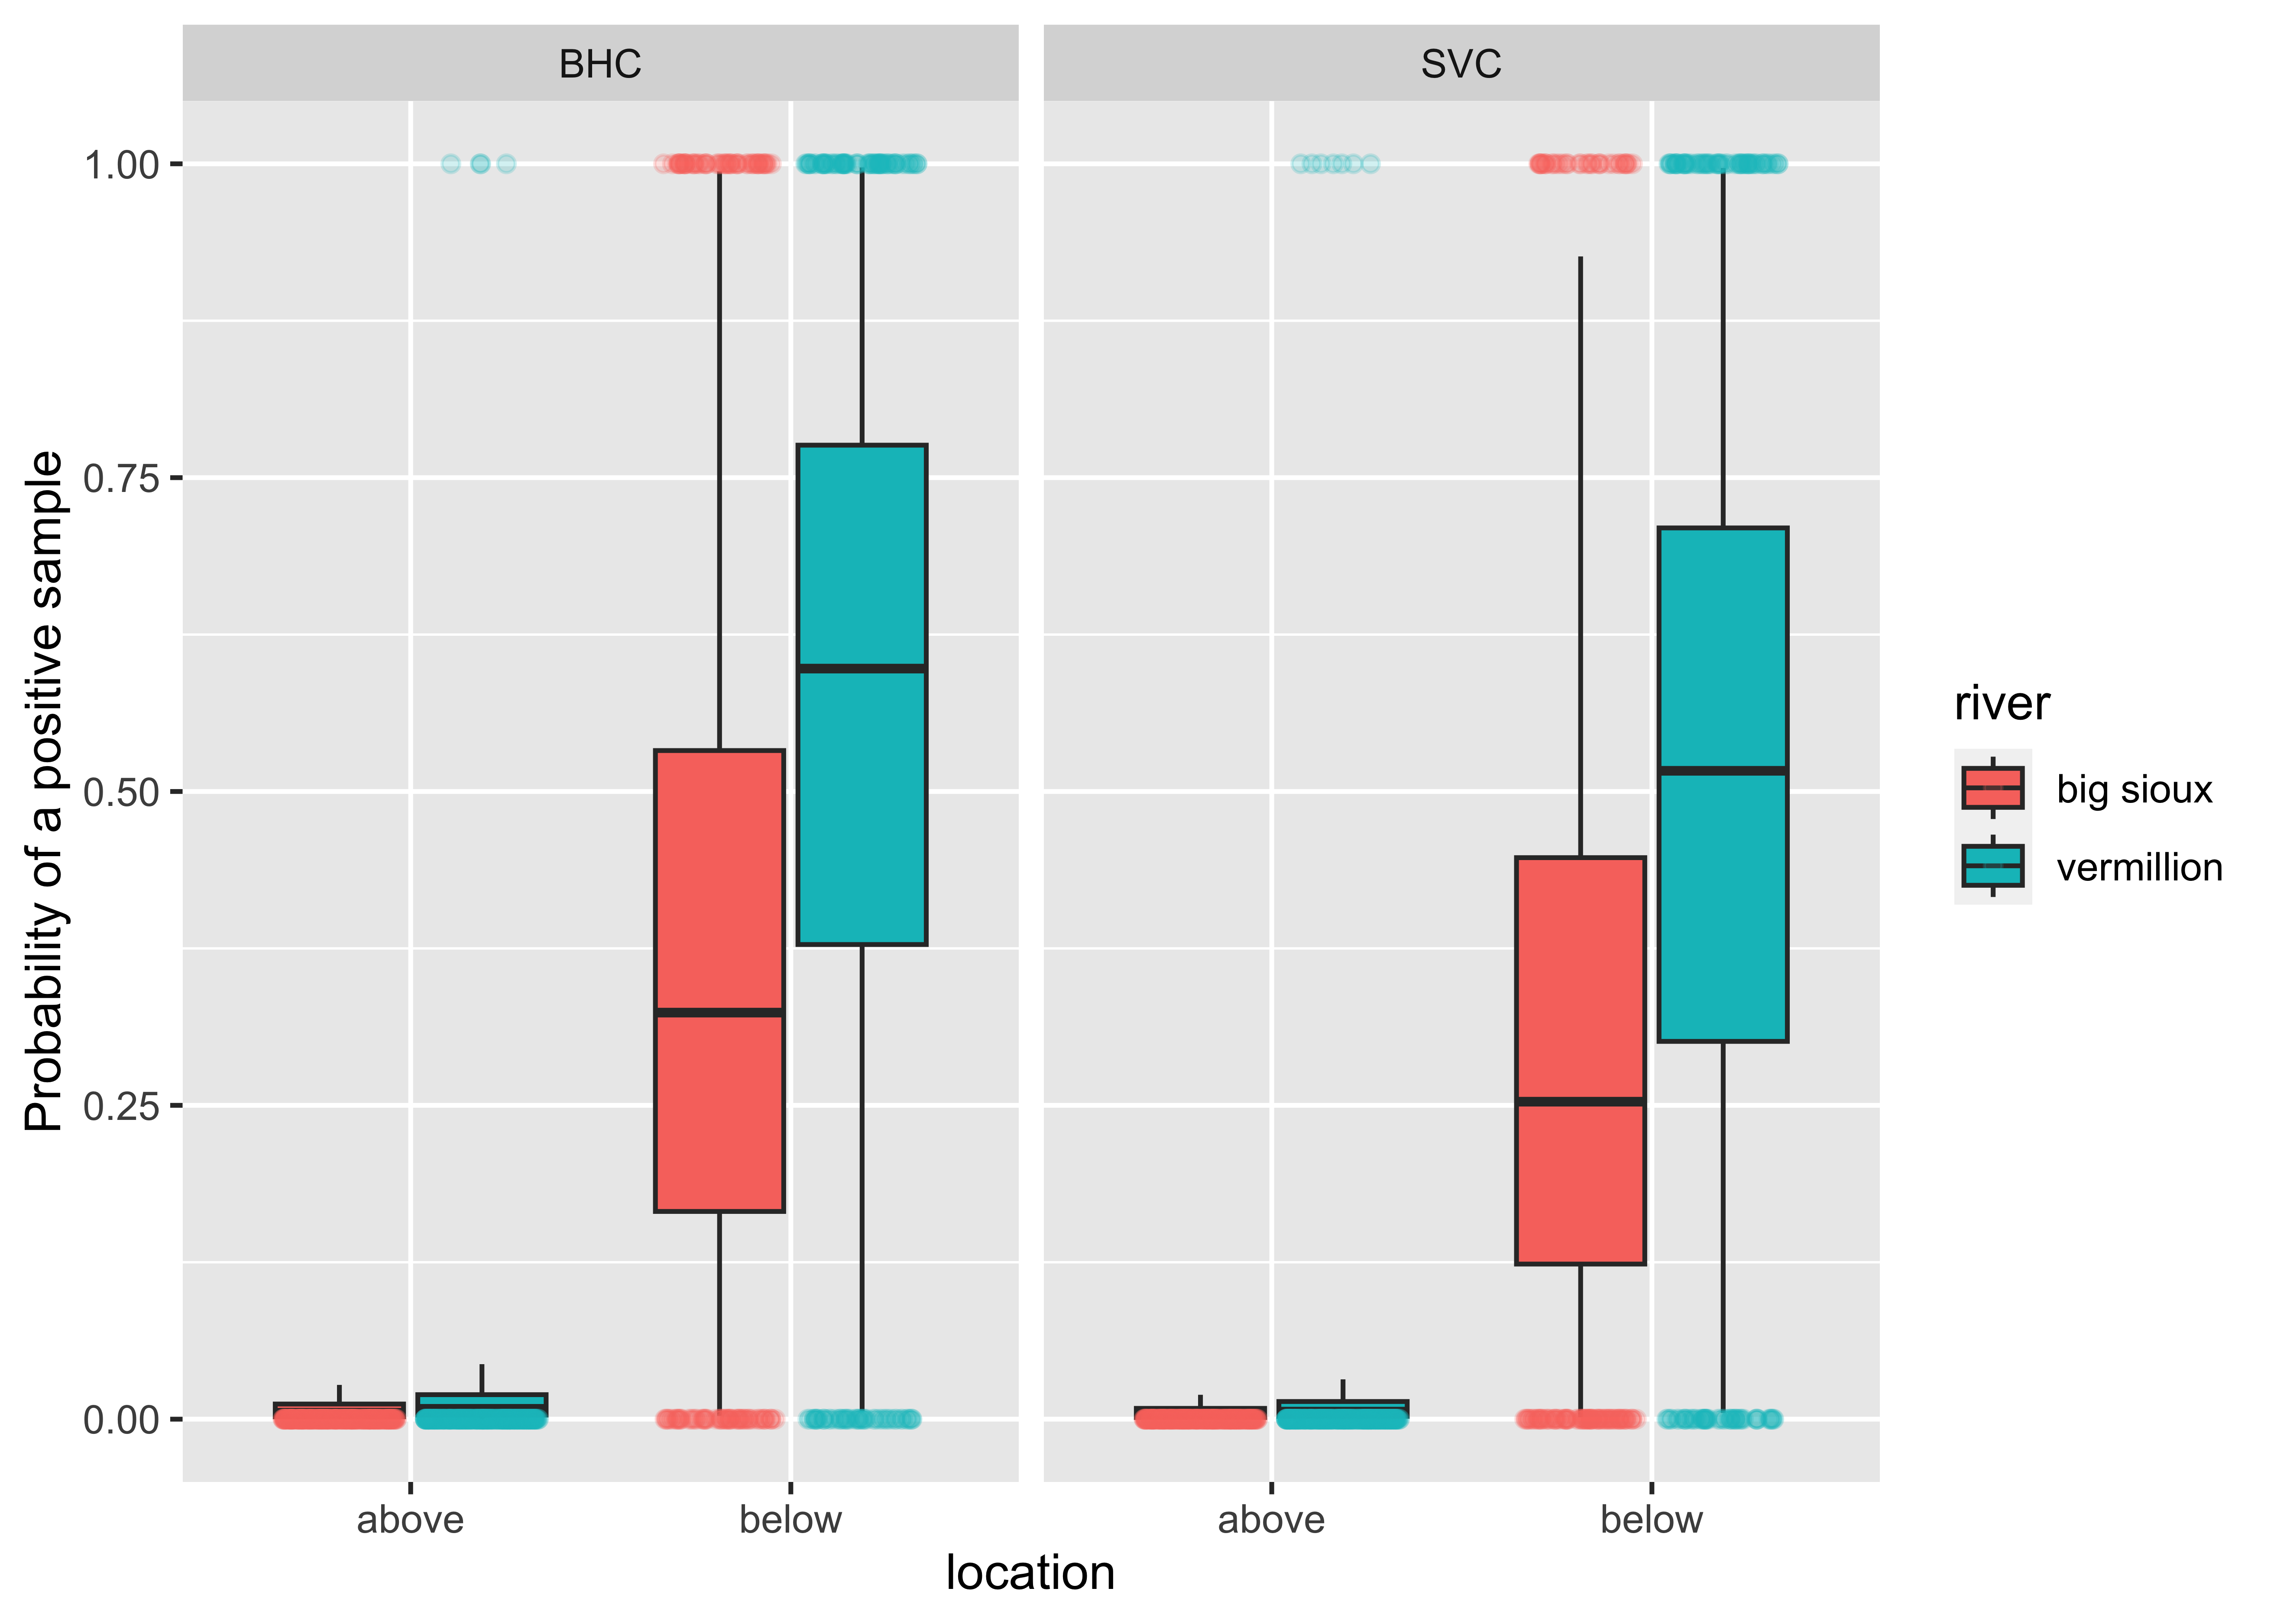 BHC
SVC
Probability of a positive sample
1.00
0.75
0.50
0.25
0.00
above
below
above
below
location
river
big sioux
vermillion